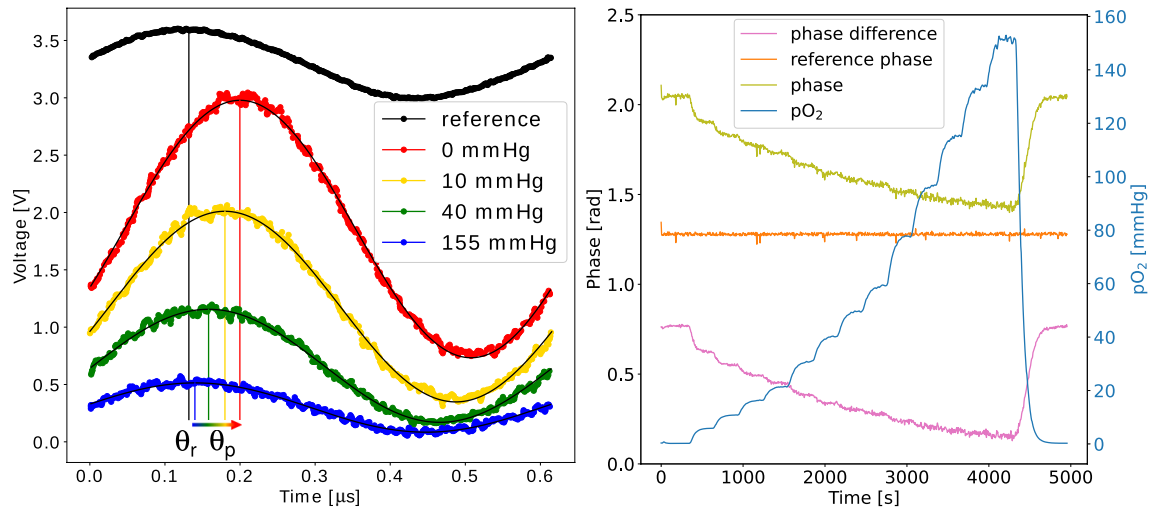 3.5
3.0
2.5
2.0
1.5
1.0
0.5
0.0
Voltage [V]
reference
0 mmHg
10 mmHg
40 mmHg
155 mmHg
θr θp
0.0 0.1 0.2 0.3 0.4 0.5 0.6
Time [μs]
2.5
2.0
1.5
1.0
0.5
0.0
Phase [rad]
phase difference
reference phase
phase
pO₂
160
140
120
100
80
60
40
20
0
pO₂ [mmHg]
0 1000 2000 3000 4000 5000
Time [s]